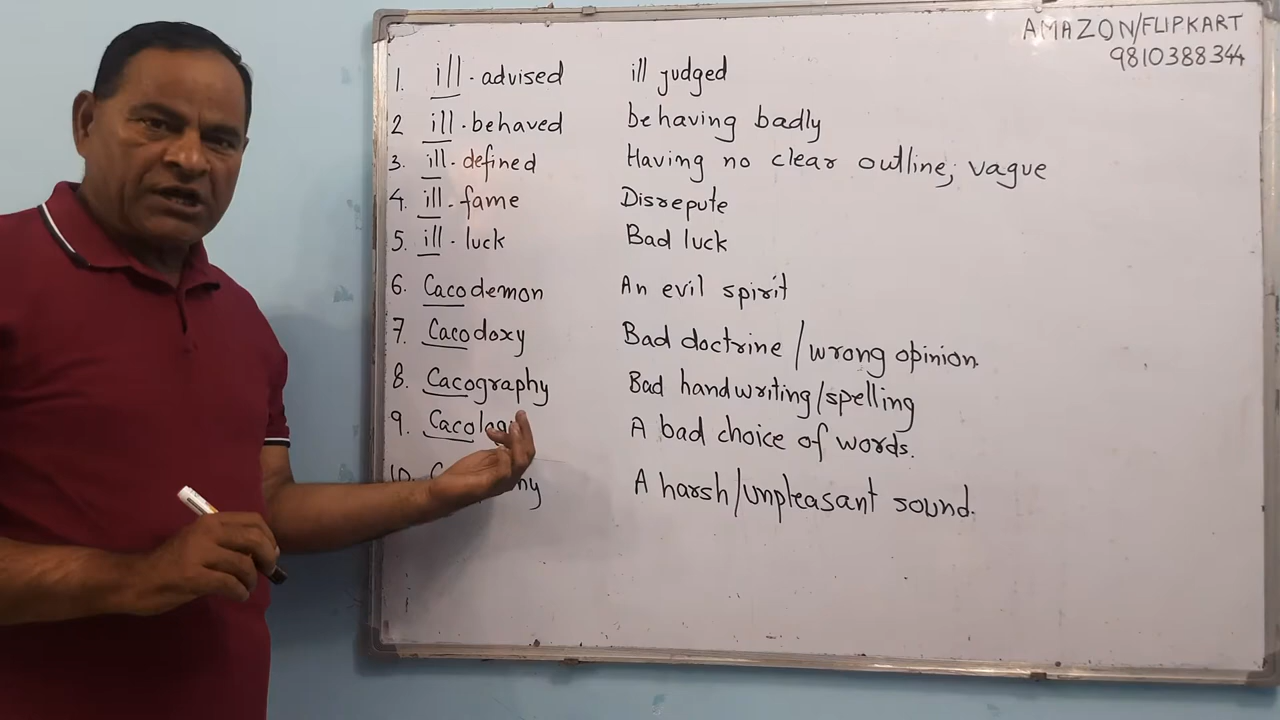 AMAZON/FLIPKART
9810388344
1. ill-advised ill judged
2 ill-behaved behaving badly
3. ill-defined Having no clear outline; vague
4. ill-fame Disrepute
5. ill-luck Bad luck
6. Cacodemon An evil spirit
7. Cacodoxy Bad doctrine/wrong opinion.
8. Cacography Bad handwriting/spelling
9. A bad choice of words.
10. A harsh/unpleasant sound.